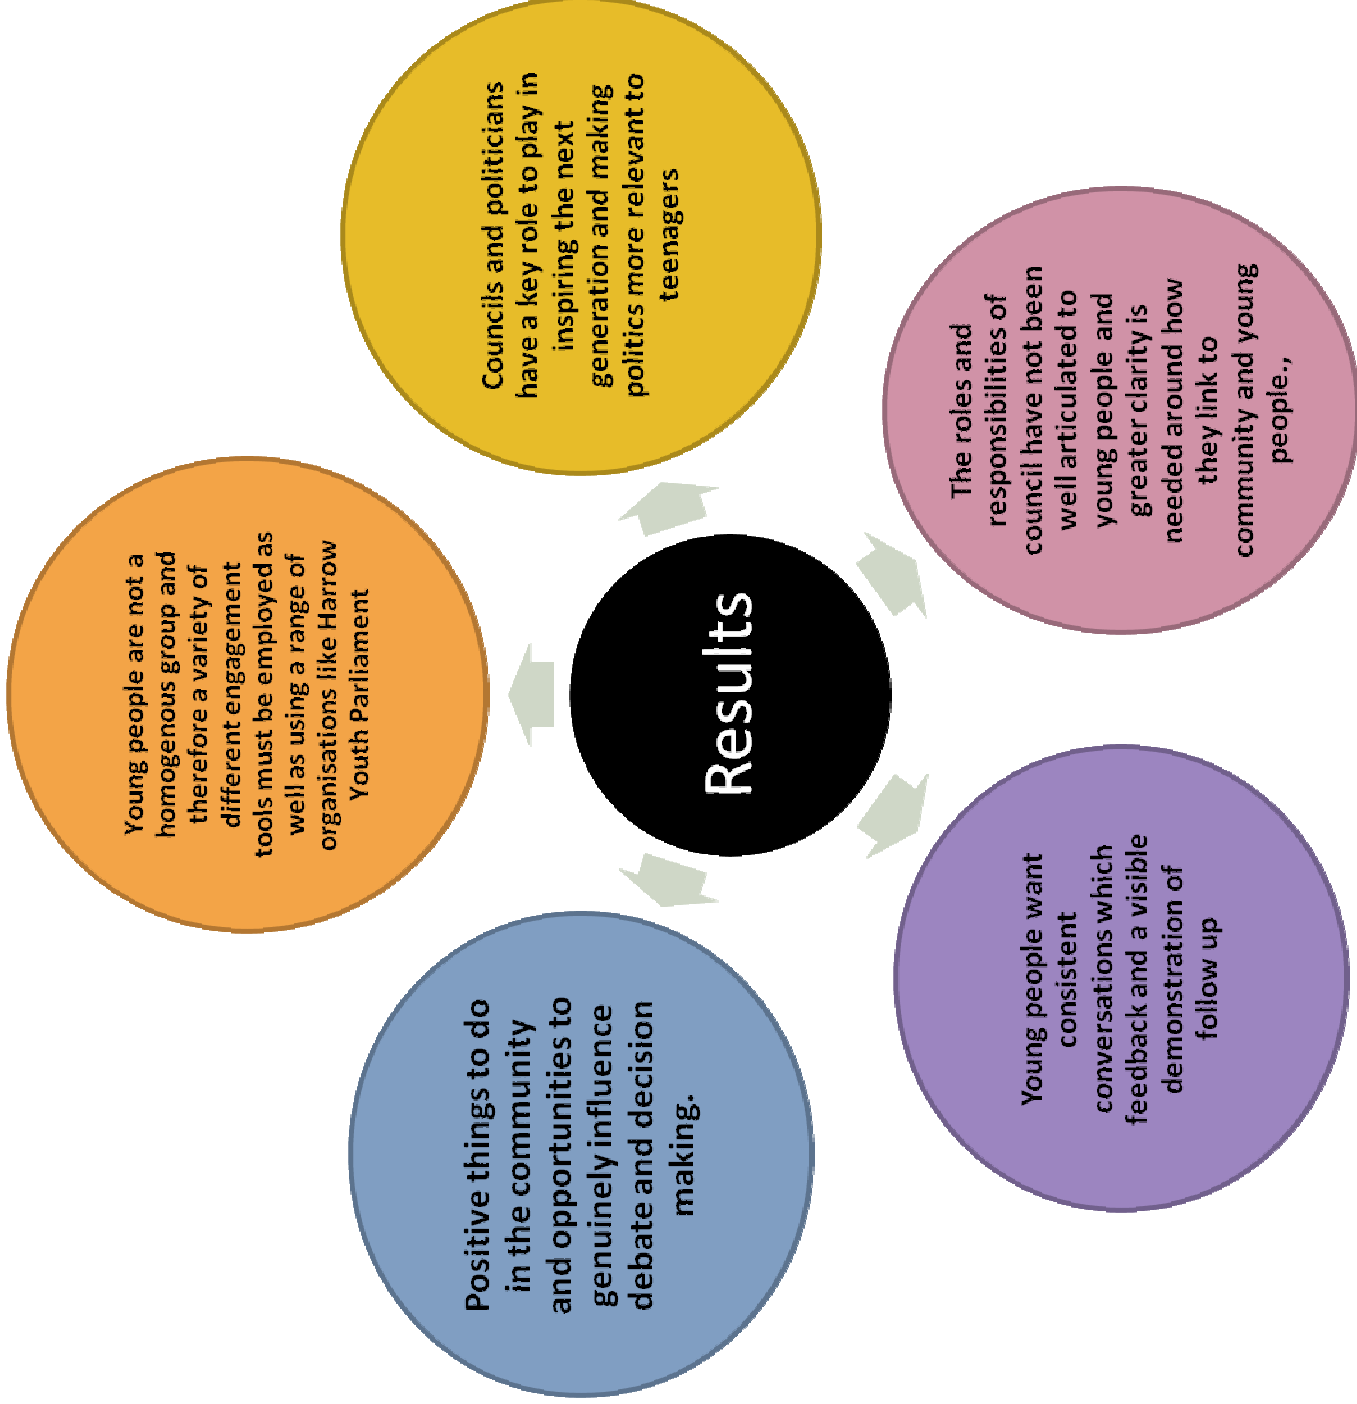 Young people are not a
homogenous group and
therefore a variety of
different engagement
tools must be employed as
well as using a range of
organisations like Harrow
Youth Parliament
Councils and politicians
have a key role to play in
inspiring the next
generation and making
politics more relevant to
teenagers
The roles and
responsibilities of
council have not been
well articulated to
young people and
greater clarity is
needed around how
they link to
community and young
people.,
Young people want
consistent
conversations which
feedback and a visible
demonstration of
follow up
Positive things to do
in the community
and opportunities to
genuinely influence
debate and decision
making.
Results